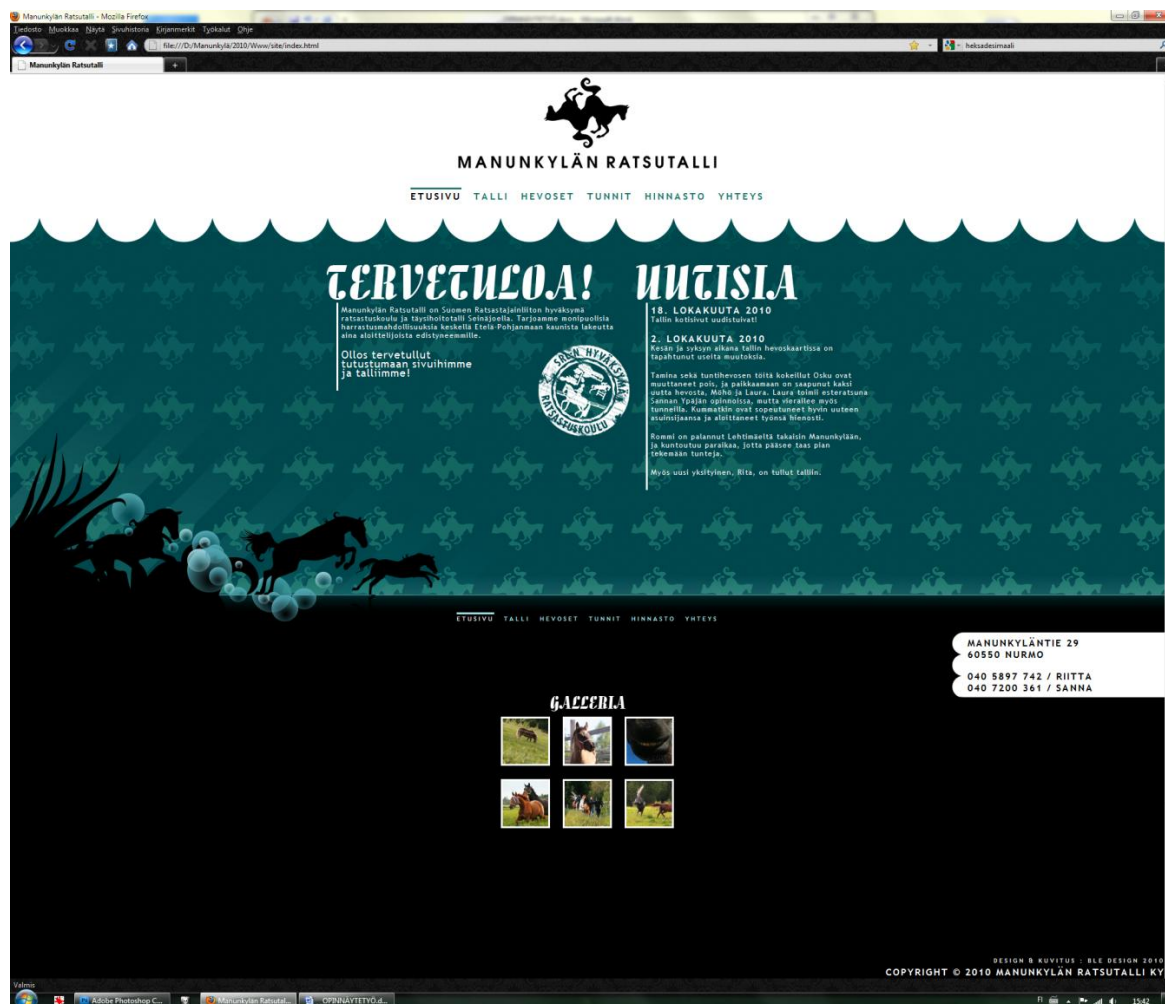 Manunkylän Ratsutalli - Mozilla Firefox
Tiedosto Muokkaa Näytä Sivuhistoria Kirjanmerkit Työkalut Ohje
file:///D:/Manunkylä/2010/Www/site/index.html
heksadesimaali
Manunkylän Ratsutalli
MANUNKYLÄN RATSUTALLI
ETUSIVU TALLI HEVOSET TUNNIT HINNASTO YHTEYS
TERVETULOA!
Manunkylän Ratsutalli on Suomen Ratsastajainliiton hyväksymä
ratsastuskoulu ja täysihoitotalli Seinäjoella. Tarjoamme monipuolisia
harrastusmahdollisuuksia keskellä Etelä-Pohjanmaan kaunista lakeutta
aina aloittelijoista edistyneemmille.
Ollos tervetullut
tutustumaan sivuihimme
ja talliimme!
SRL:N HYVÄKSYMÄ
RATSASTUSKOULU
UUTISIA
18. LOKAKUUTA 2010
Tallin kotisivut uudistuivat!
2. LOKAKUUTA 2010
Kesän ja syksyn aikana tallin hevoskaartissa on
tapahtunut useita muutoksia.
Tamina sekä tuntihevosen töitä kokeillut Osku ovat
muuttaneet pois, ja paikkaamaan on saapunut kaksi
uutta hevosta, Möhö ja Laura. Laura toimii esteratsuna
Sannan Ypäjän opinnoissa, mutta vierailee myös
tunneilla. Kummatkin ovat sopeutuneet hyvin uuteen
asuinsijaansa ja aloittaneet työnsä hienosti.
Rommi on palannut Lehtimäeltä takaisin Manunkylään,
ja kuntoutuu paraikaa, jotta pääsee taas pian
tekemään tunteja.
Myös uusi yksityinen, Rita, on tullut talliin.
ETUSIVU TALLI HEVOSET TUNNIT HINNASTO YHTEYS
MANUNKYLÄNTIE 29
60550 NURMO
040 5897 742 / RIITTA
040 7200 361 / SANNA
GALLERIA
DESIGN & KUVITUS : BLE DESIGN 2010
COPYRIGHT © 2010 MANUNKYLÄN RATSUTALLI KY
Valmis
Adobe Photoshop C... Manunkylän Ratsutal... OPINNÄYTETYÖ.d... FI 15:42